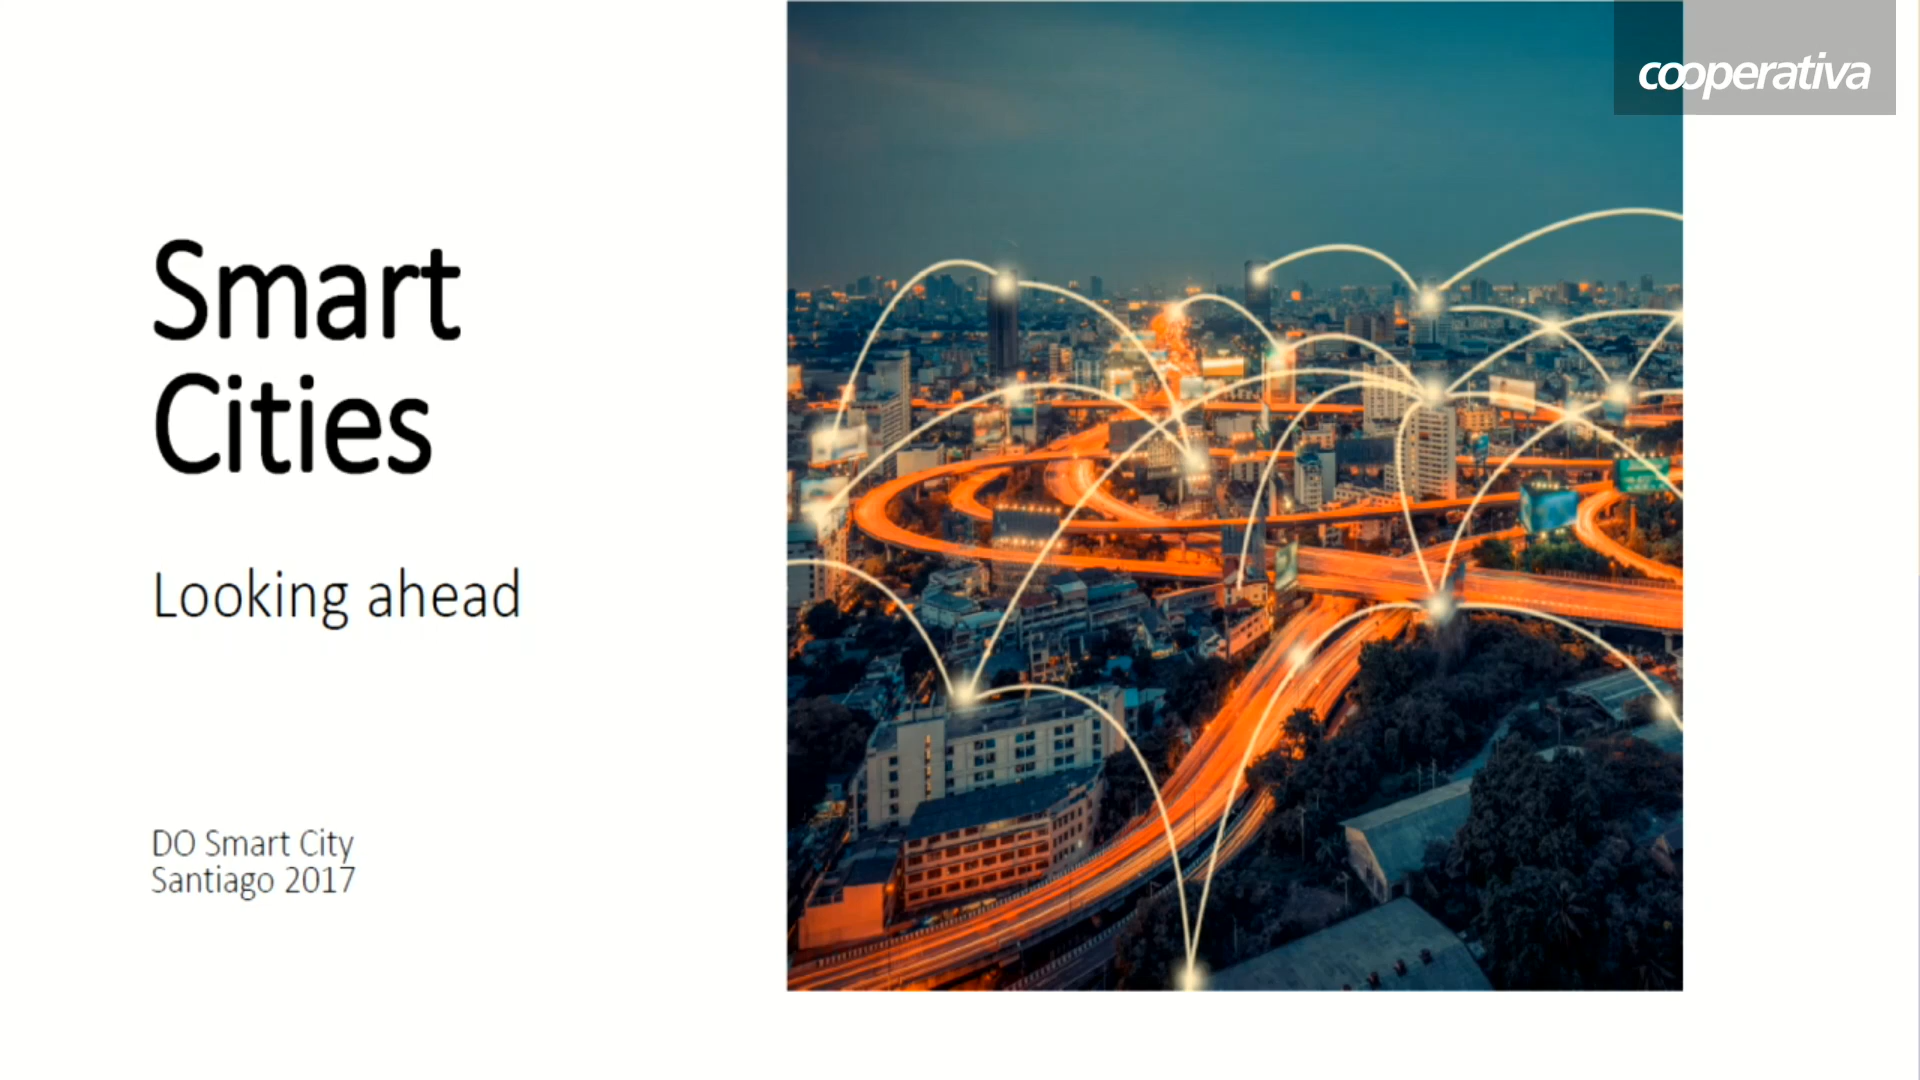 cooperativa
Smart
Cities
Looking ahead
DO Smart City
Santiago 2017